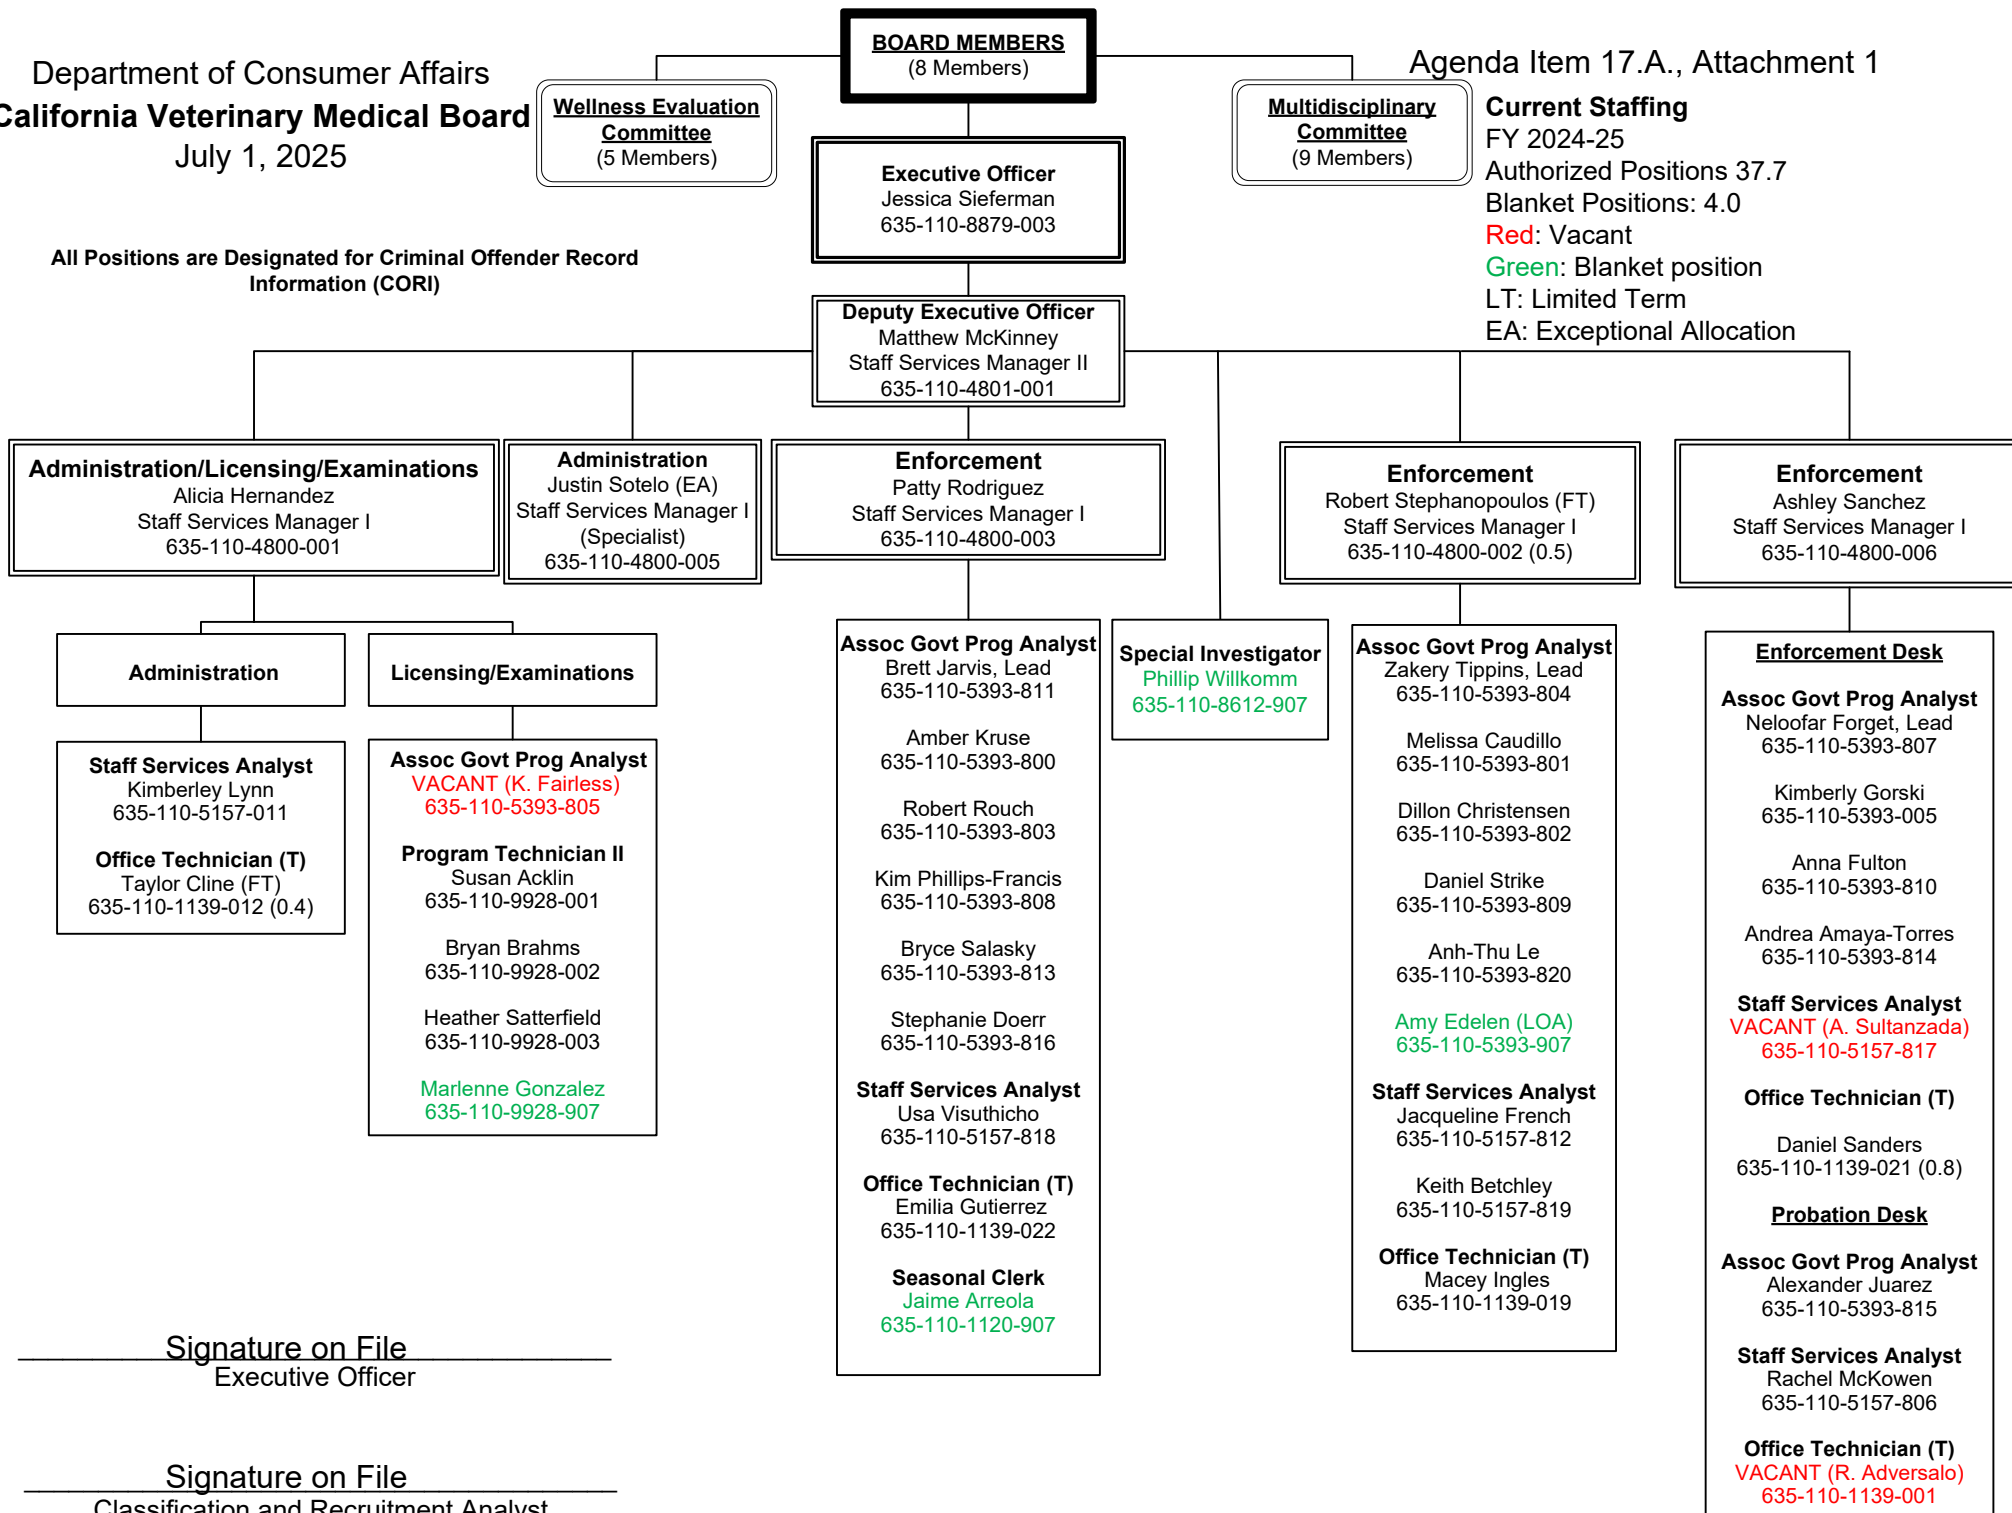 Department of Consumer Affairs
California Veterinary Medical Board
July 1, 2025
All Positions are Designated for Criminal Offender Record
Information (CORI)
BOARD MEMBERS
(8 Members)
Wellness Evaluation
Committee
(5 Members)
Multidisciplinary
Committee
(9 Members)
Agenda Item 17.A., Attachment 1
Current Staffing
FY 2024-25
Authorized Positions 37.7
Blanket Positions: 4.0
Red: Vacant
Green: Blanket position
LT: Limited Term
EA: Exceptional Allocation
Executive Officer
Jessica Sieferman
635-110-8879-003
Deputy Executive Officer
Matthew McKinney
Staff Services Manager II
635-110-4801-001
Administration/Licensing/Examinations
Alicia Hernandez
Staff Services Manager I
635-110-4800-001
Administration
Justin Sotelo (EA)
Staff Services Manager I
(Specialist)
635-110-4800-005
Enforcement
Patty Rodriguez
Staff Services Manager I
635-110-4800-003
Enforcement
Robert Stephanopoulos (FT)
Staff Services Manager I
635-110-4800-002 (0.5)
Enforcement
Ashley Sanchez
Staff Services Manager I
635-110-4800-006
Administration
Staff Services Analyst
Kimberley Lynn
635-110-5157-011
Office Technician (T)
Taylor Cline (FT)
635-110-1139-012 (0.4)
Licensing/Examinations
Assoc Govt Prog Analyst
VACANT (K. Fairless)
635-110-5393-805
Program Technician II
Susan Acklin
635-110-9928-001
Bryan Brahms
635-110-9928-002
Heather Satterfield
635-110-9928-003
Marlenne Gonzalez
635-110-9928-907
Assoc Govt Prog Analyst
Brett Jarvis, Lead
635-110-5393-811
Amber Kruse
635-110-5393-800
Robert Rouch
635-110-5393-803
Kim Phillips-Francis
635-110-5393-808
Bryce Salasky
635-110-5393-813
Stephanie Doerr
635-110-5393-816
Staff Services Analyst
Usa Visuthicho
635-110-5157-818
Office Technician (T)
Emilia Gutierrez
635-110-1139-022
Seasonal Clerk
Jaime Arreola
635-110-1120-907
Special Investigator
Phillip Willkomm
635-110-8612-907
Assoc Govt Prog Analyst
Zakery Tippins, Lead
635-110-5393-804
Melissa Caudillo
635-110-5393-801
Dillon Christensen
635-110-5393-802
Daniel Strike
635-110-5393-809
Anh-Thu Le
635-110-5393-820
Amy Edelen (LOA)
635-110-5393-907
Staff Services Analyst
Jacqueline French
635-110-5157-812
Keith Betchley
635-110-5157-819
Office Technician (T)
Macey Ingles
635-110-1139-019
Enforcement Desk
Assoc Govt Prog Analyst
Neloofar Forget, Lead
635-110-5393-807
Kimberly Gorski
635-110-5393-005
Anna Fulton
635-110-5393-810
Andrea Amaya-Torres
635-110-5393-814
Staff Services Analyst
VACANT (A. Sultanzada)
635-110-5157-817
Office Technician (T)
Daniel Sanders
635-110-1139-021 (0.8)
Probation Desk
Assoc Govt Prog Analyst
Alexander Juarez
635-110-5393-815
Staff Services Analyst
Rachel McKowen
635-110-5157-806
Office Technician (T)
VACANT (R. Adversalo)
635-110-1139-001
Signature on File
Executive Officer
Signature on File
Classification and Recruitment Analyst